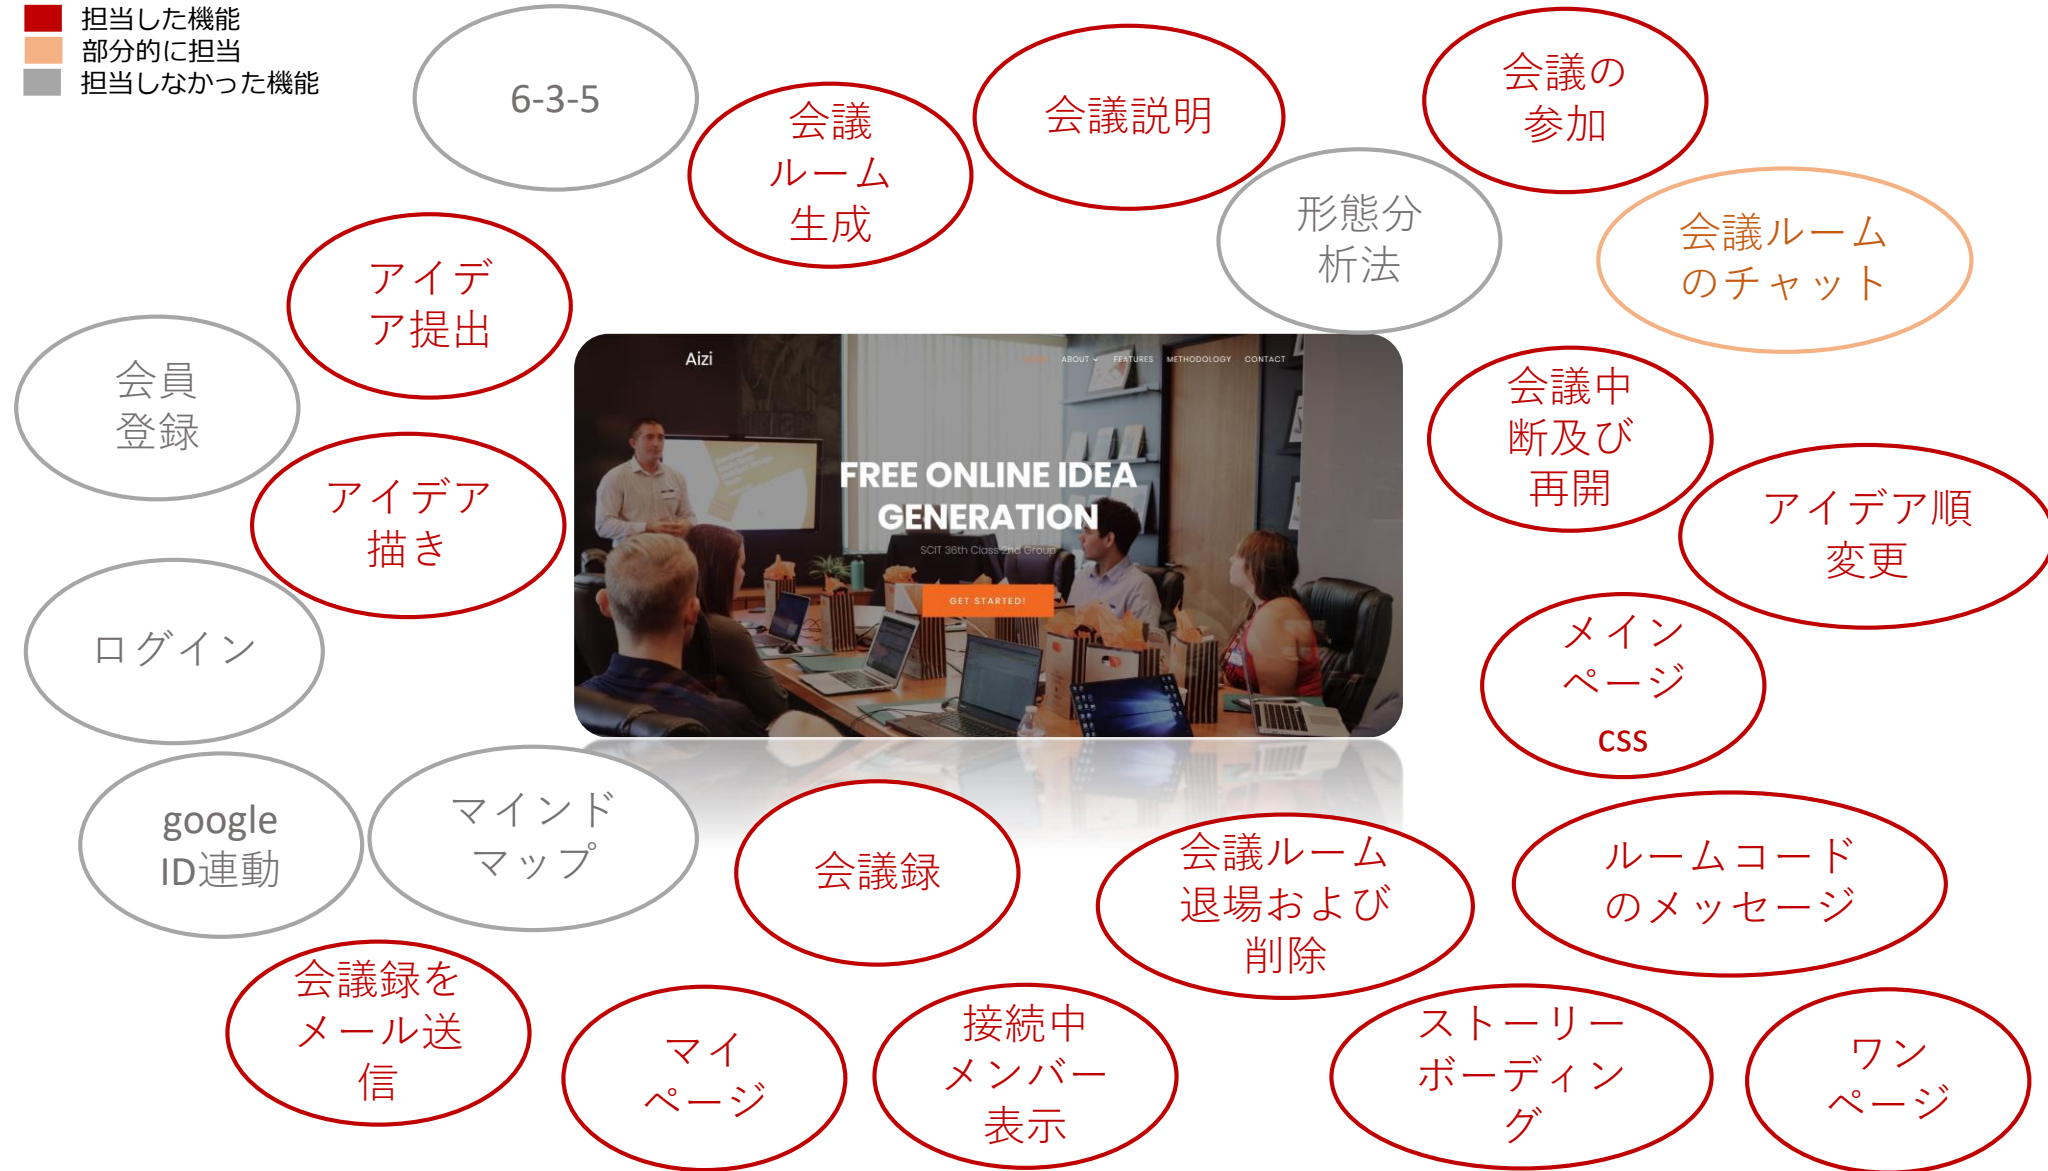 担当した機能
部分的に担当
担当しなかった機能
6-3-5
会議
ルーム
生成
会議説明
会議の
参加
形態分
析法
会議ルーム
のチャット
アイデ
ア提出
会員
登録
アイデア
描き
ログイン
google
ID連動
マインド
マップ
Aizi
HOME
ABOUT
FEATURES
METHODOLOGY
CONTACT
FREE ONLINE IDEA
GENERATION
SCIT 36th Class 2nd Group
GET STARTED!
会議中
断及び
再開
アイデア順
変更
メイン
ページ
css
会議録
会議ルーム
退場および
削除
ルームコード
のメッセージ
会議録を
メール送
信
マイ
ページ
接続中
メンバー
表示
ストーリー
ボーディン
グ
ワン
ページ